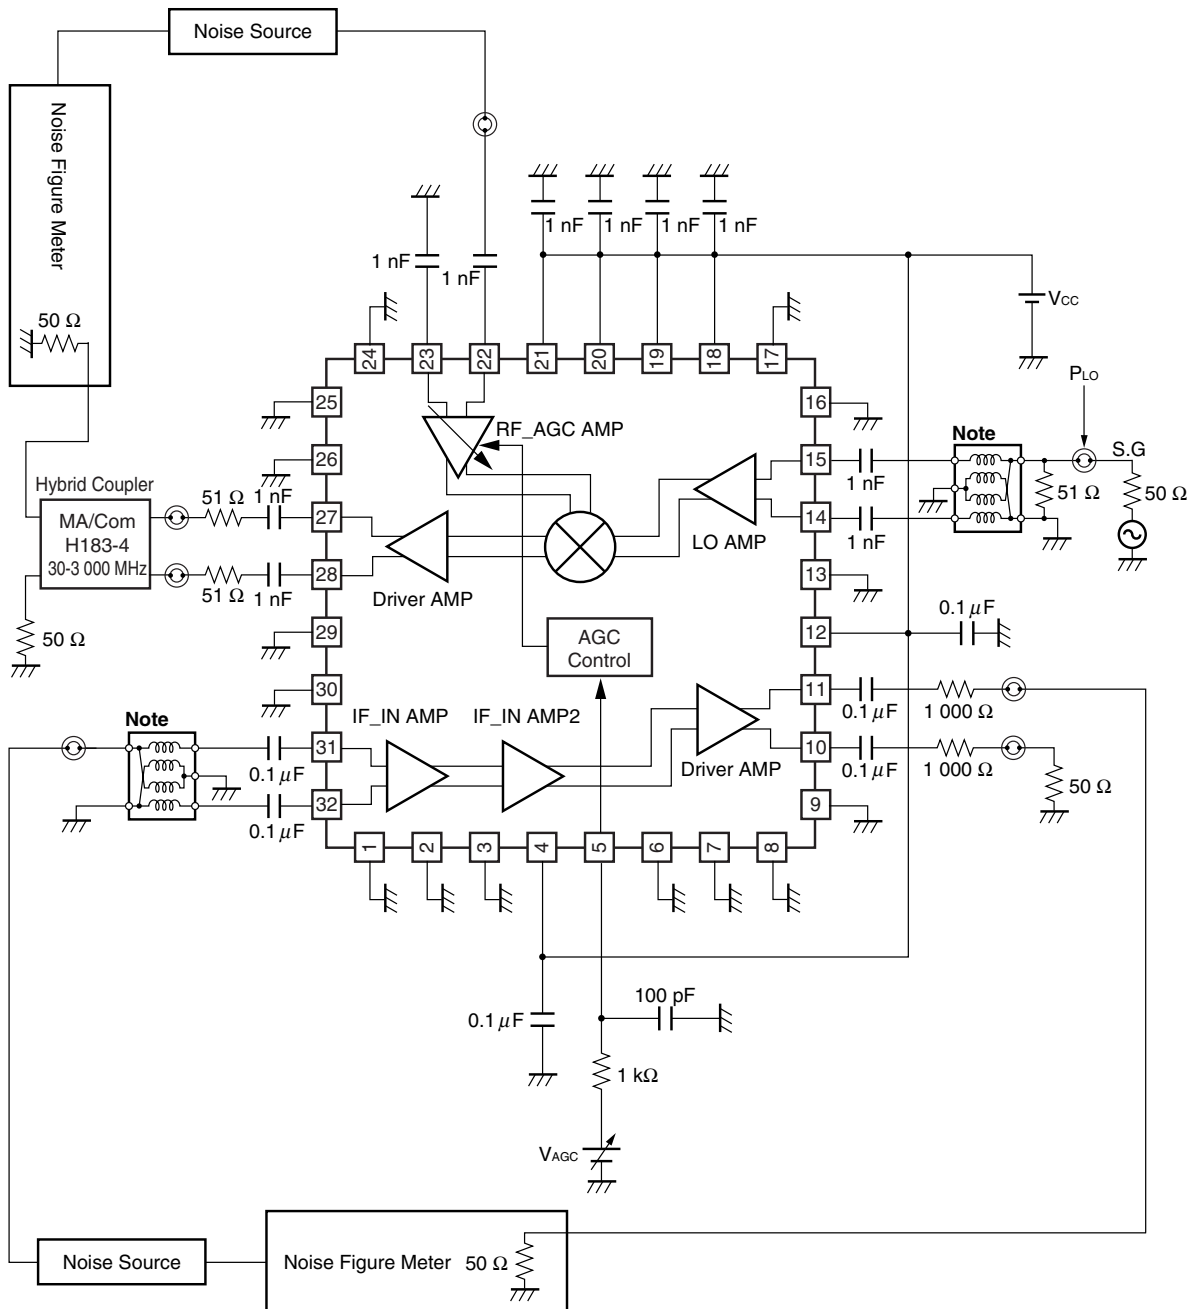 Noise Source
Noise Figure Meter
50 Ω
1 nF
1 nF
1 nF
1 nF
1 nF
1 nF
VCC
24
23
22
21
20
19
18
17
PLO
S.G
50 Ω
25
26
27
28
29
30
31
32
16
15
14
13
12
11
10
9
RF_AGC AMP
Note
1 nF
1 nF
51 Ω
LO AMP
Hybrid Coupler
MA/Com
H183-4
30-3 000 MHz
51 Ω
1 nF
51 Ω
1 nF
50 Ω
Driver AMP
AGC
Control
0.1 µF
Note
0.1 µF
0.1 µF
IF_IN AMP
IF_IN AMP2
Driver AMP
0.1 µF
1 000 Ω
0.1 µF
1 000 Ω
50 Ω
1
2
3
4
5
6
7
8
0.1 µF
100 pF
1 kΩ
VAGC
Noise Source
Noise Figure Meter
50 Ω